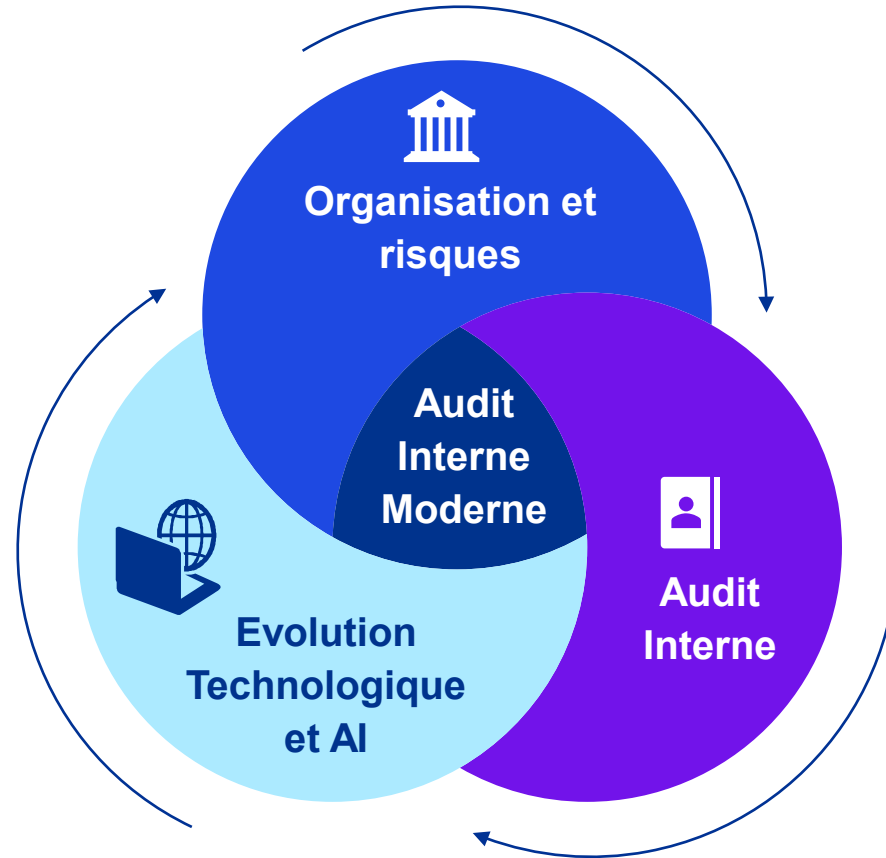 Organisation et
risques
Audit
Interne
Moderne
Audit
Interne
Evolution
Technologique
et AI